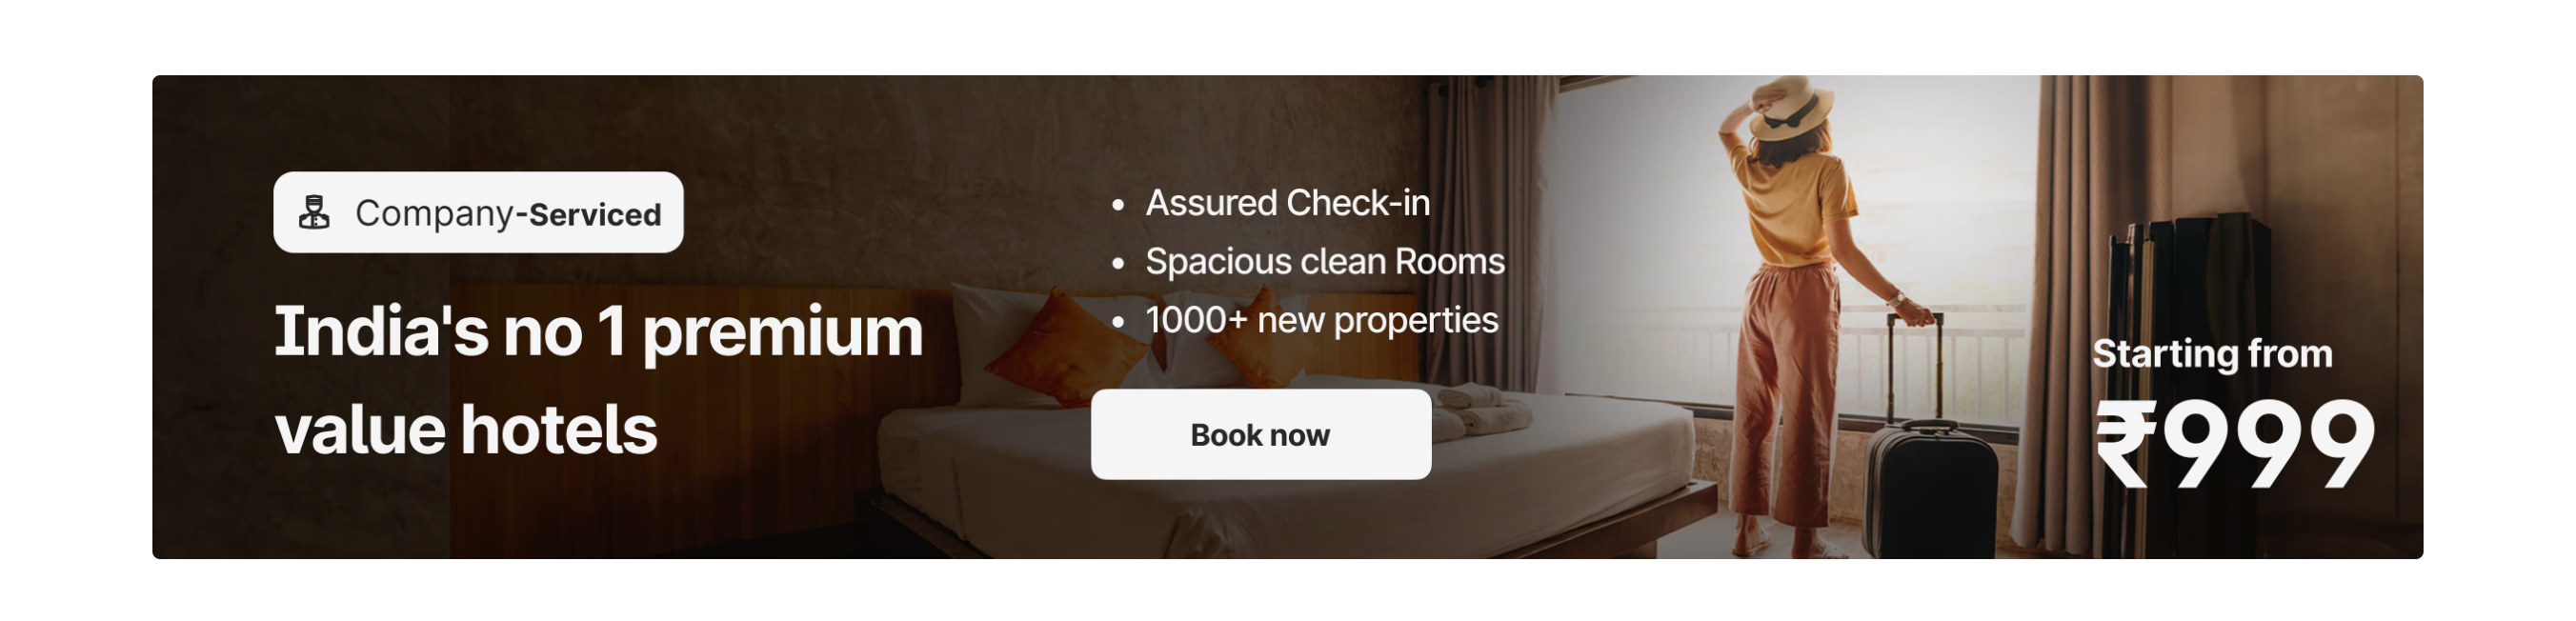 Company-Serviced
India's no 1 premium
value hotels
• Assured Check-in
• Spacious clean Rooms
• 1000+ new properties
Book now
Starting from
₹999